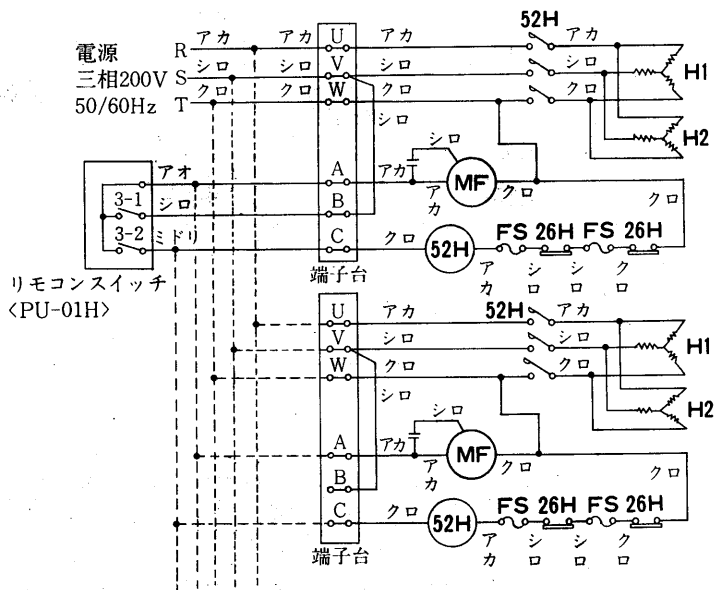 電源
三相200V
50/60Hz
R アカ アカ U アカ 52H アカ
S シロ シロ V シロ シロ H1
T クロ クロ W クロ クロ
シロ
H2
アオ A アカ シロ MF クロ クロ
アカ
3-1 シロ B
3-2 ミドリ C クロ 52H FS 26H FS 26H
アカ シロ シロ クロ
リモコンスイッチ
〈PU-01H〉
端子台
U アカ 52H アカ
V シロ シロ H1
W クロ クロ
シロ
H2
A アカ シロ MF クロ クロ
アカ
B
C クロ 52H FS 26H FS 26H
アカ シロ シロ クロ
端子台